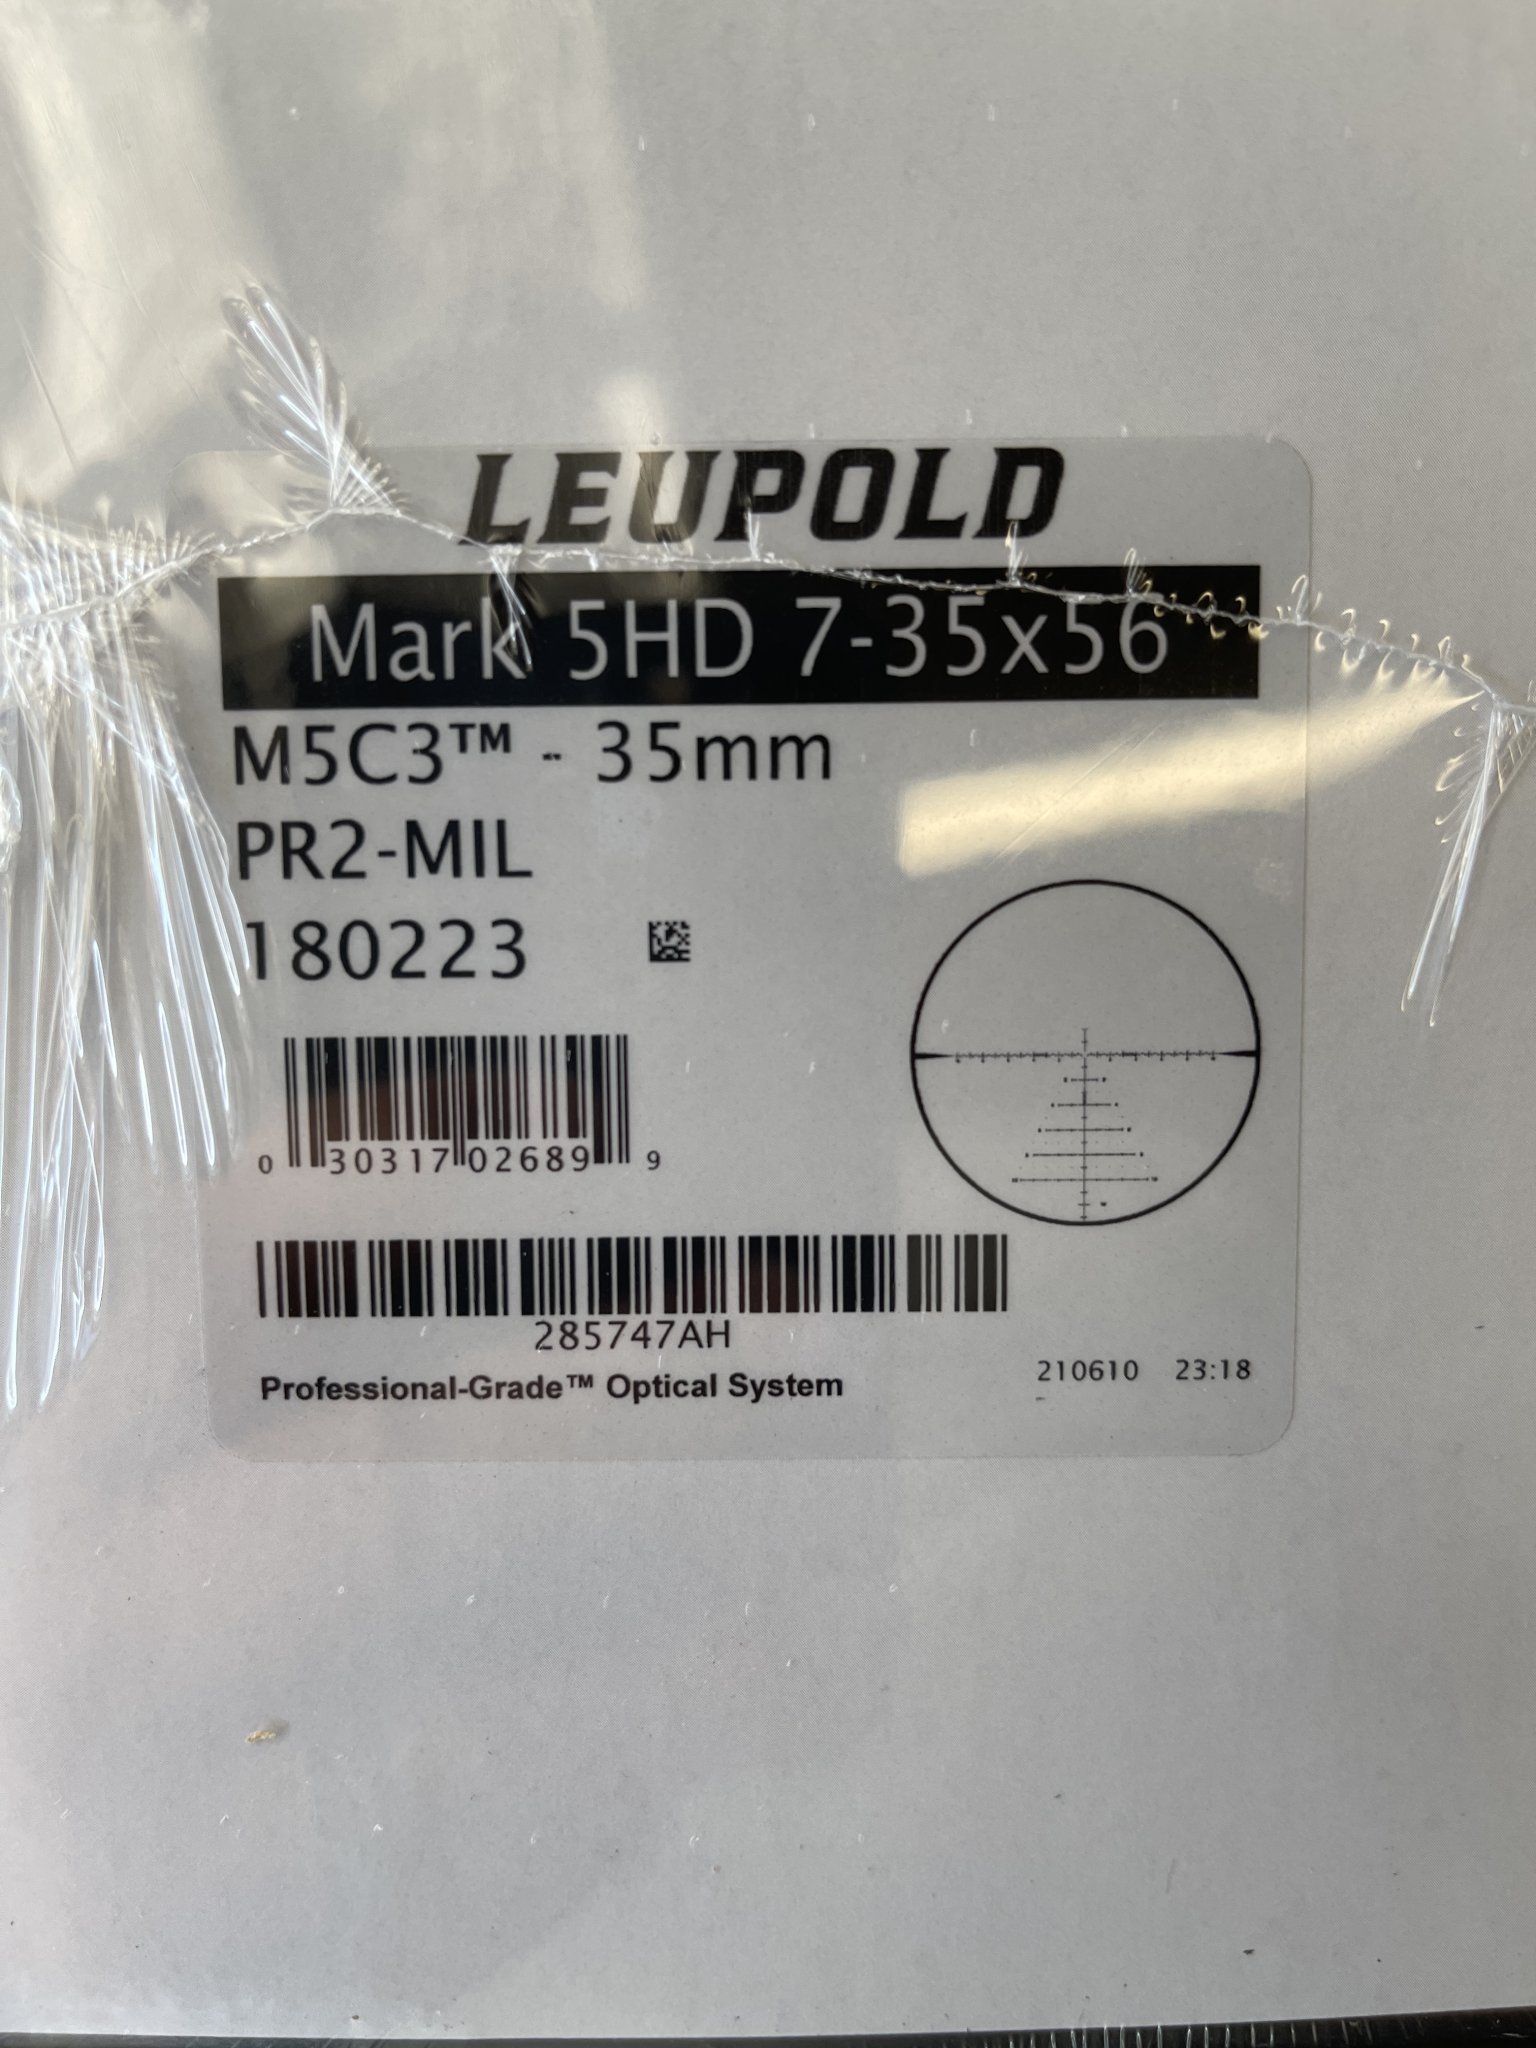 LEUPOLD
Mark 5HD 7-35x56
M5C3™ - 35mm
PR2-MIL
180223
0 30317 02689 9
285747AH
Professional-Grade™ Optical System
210610 23:18